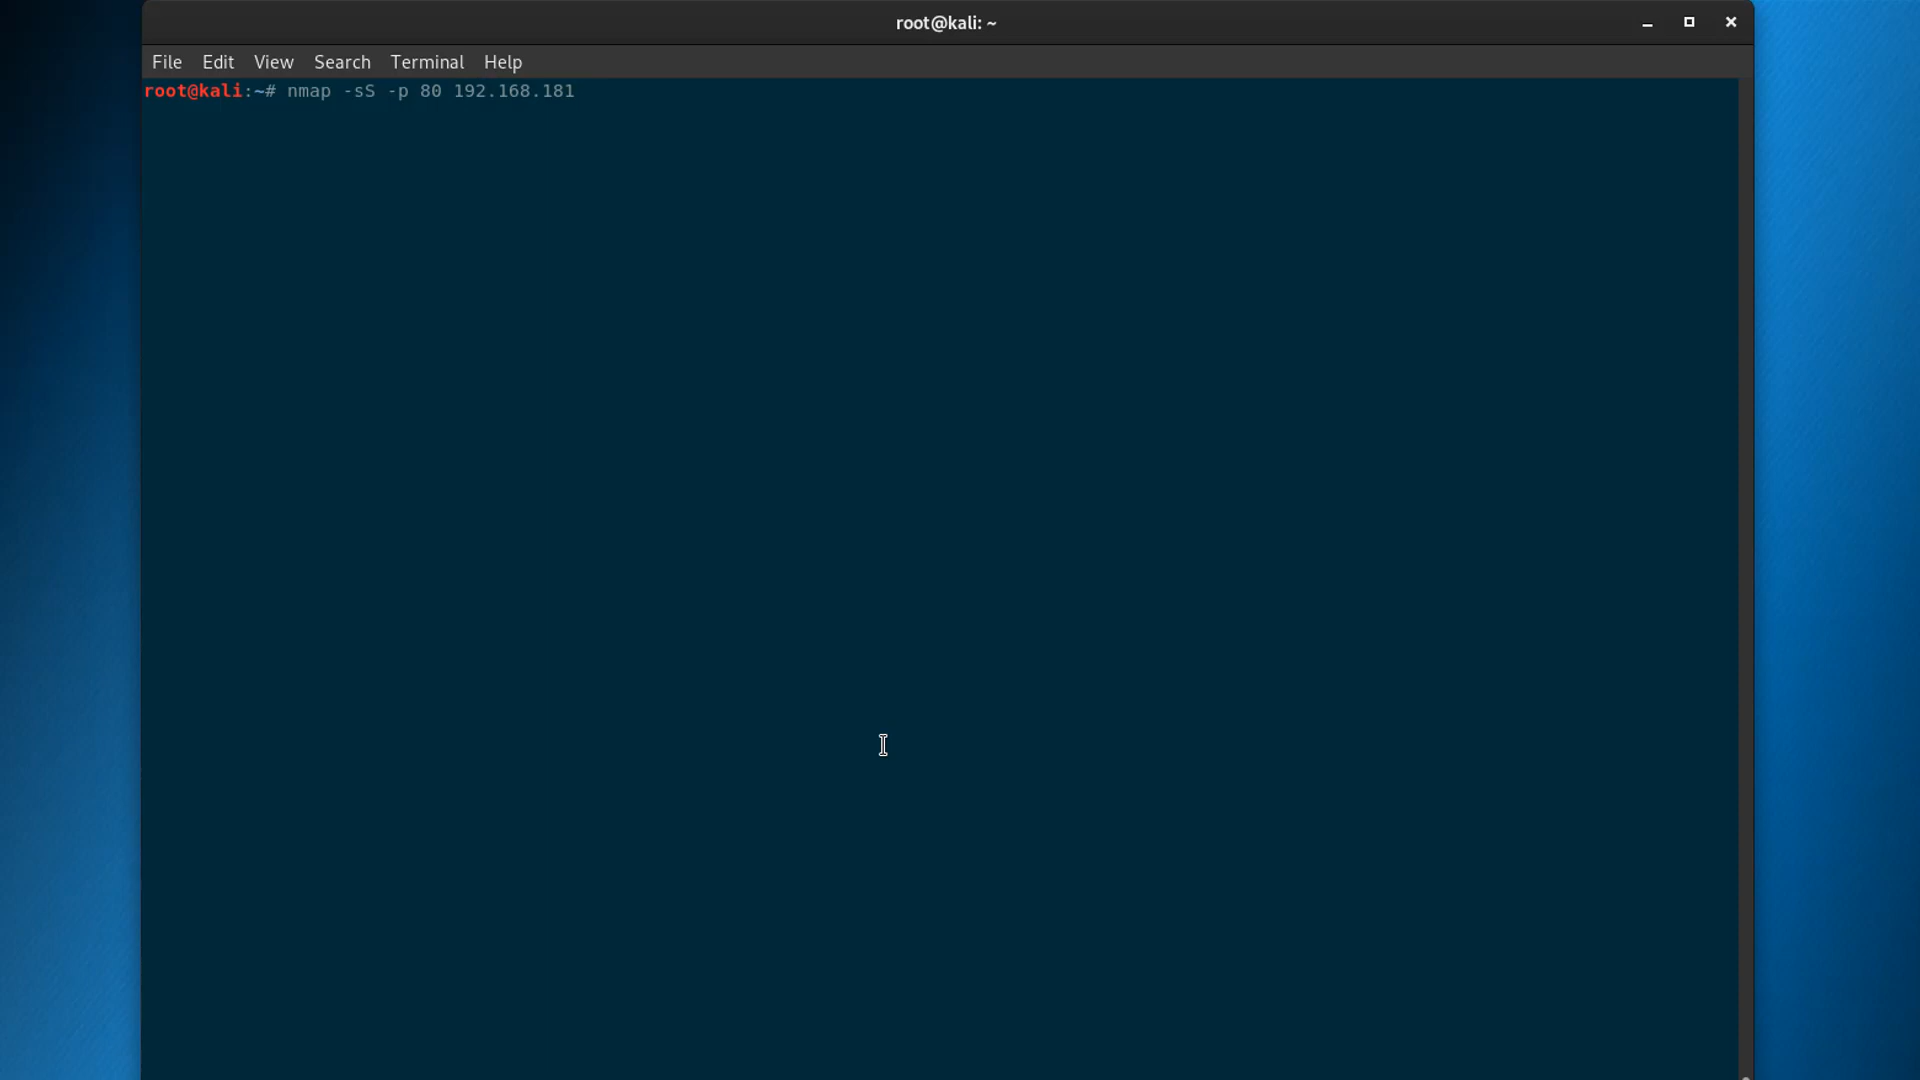 root@kali: ~
File Edit View Search Terminal Help
root@kali:~# nmap -sS -p 80 192.168.181